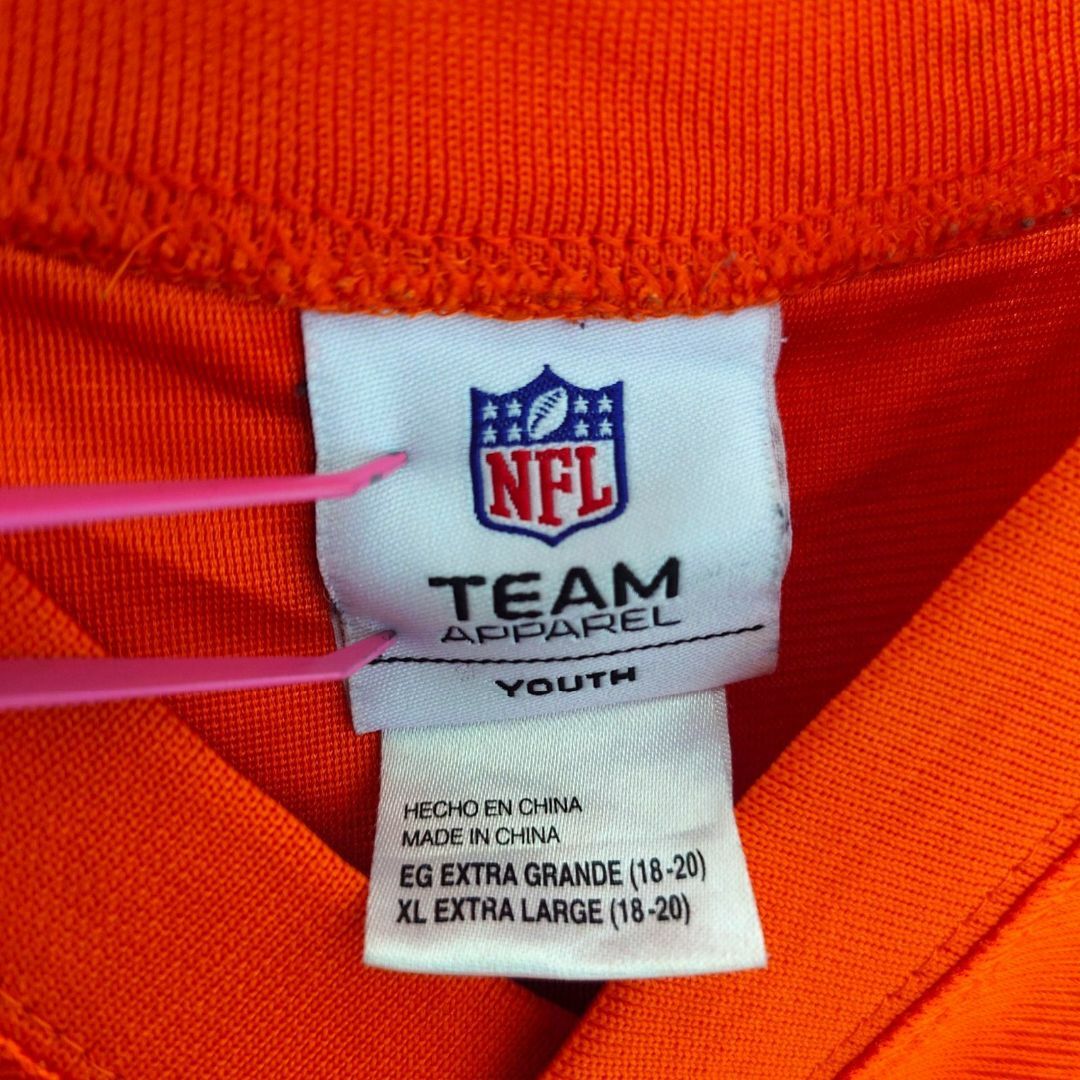 NFL
TEAM
APPAREL
YOUTH
HECHO EN CHINA
MADE IN CHINA
EG EXTRA GRANDE (18-20)
XL EXTRA LARGE (18-20)